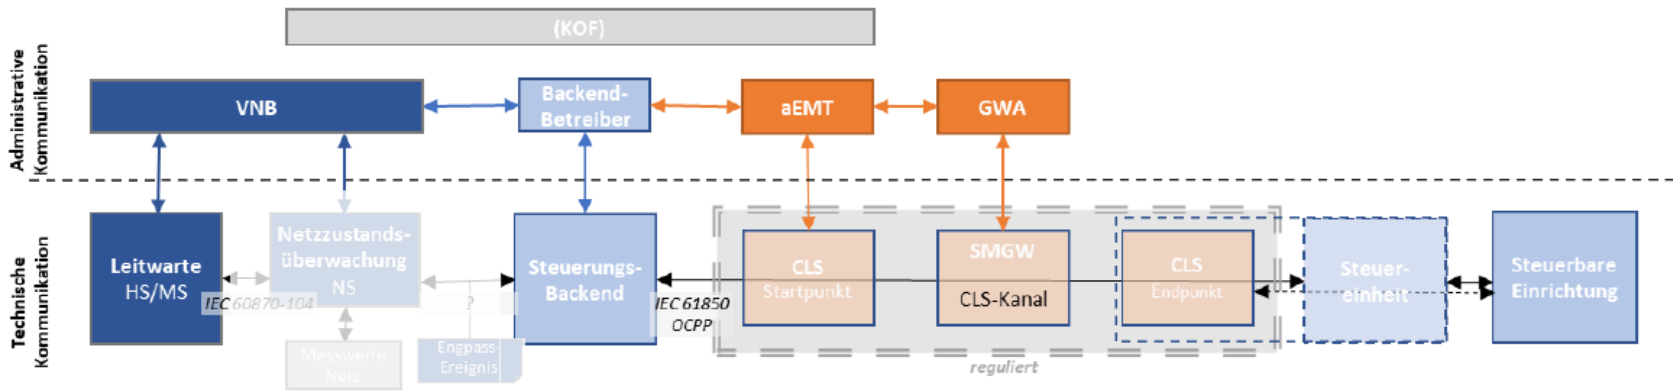 (KOF)
Administrative
Kommunikation
VNB
Backend-
Betreiber
aEMT
GWA
Technische
Kommunikation
Leitwarte
HS/MS
IEC 60870-104
Netzzustands-
überwachung
NS
Messwerte
Netz
?
Engpass-
Ereignis
Steuerungs-
Backend
IEC 61850
OCPP
CLS
Startpunkt
SMGW
CLS-Kanal
CLS
Endpunkt
reguliert
Steuer-
einheit
Steuerbare
Einrichtung